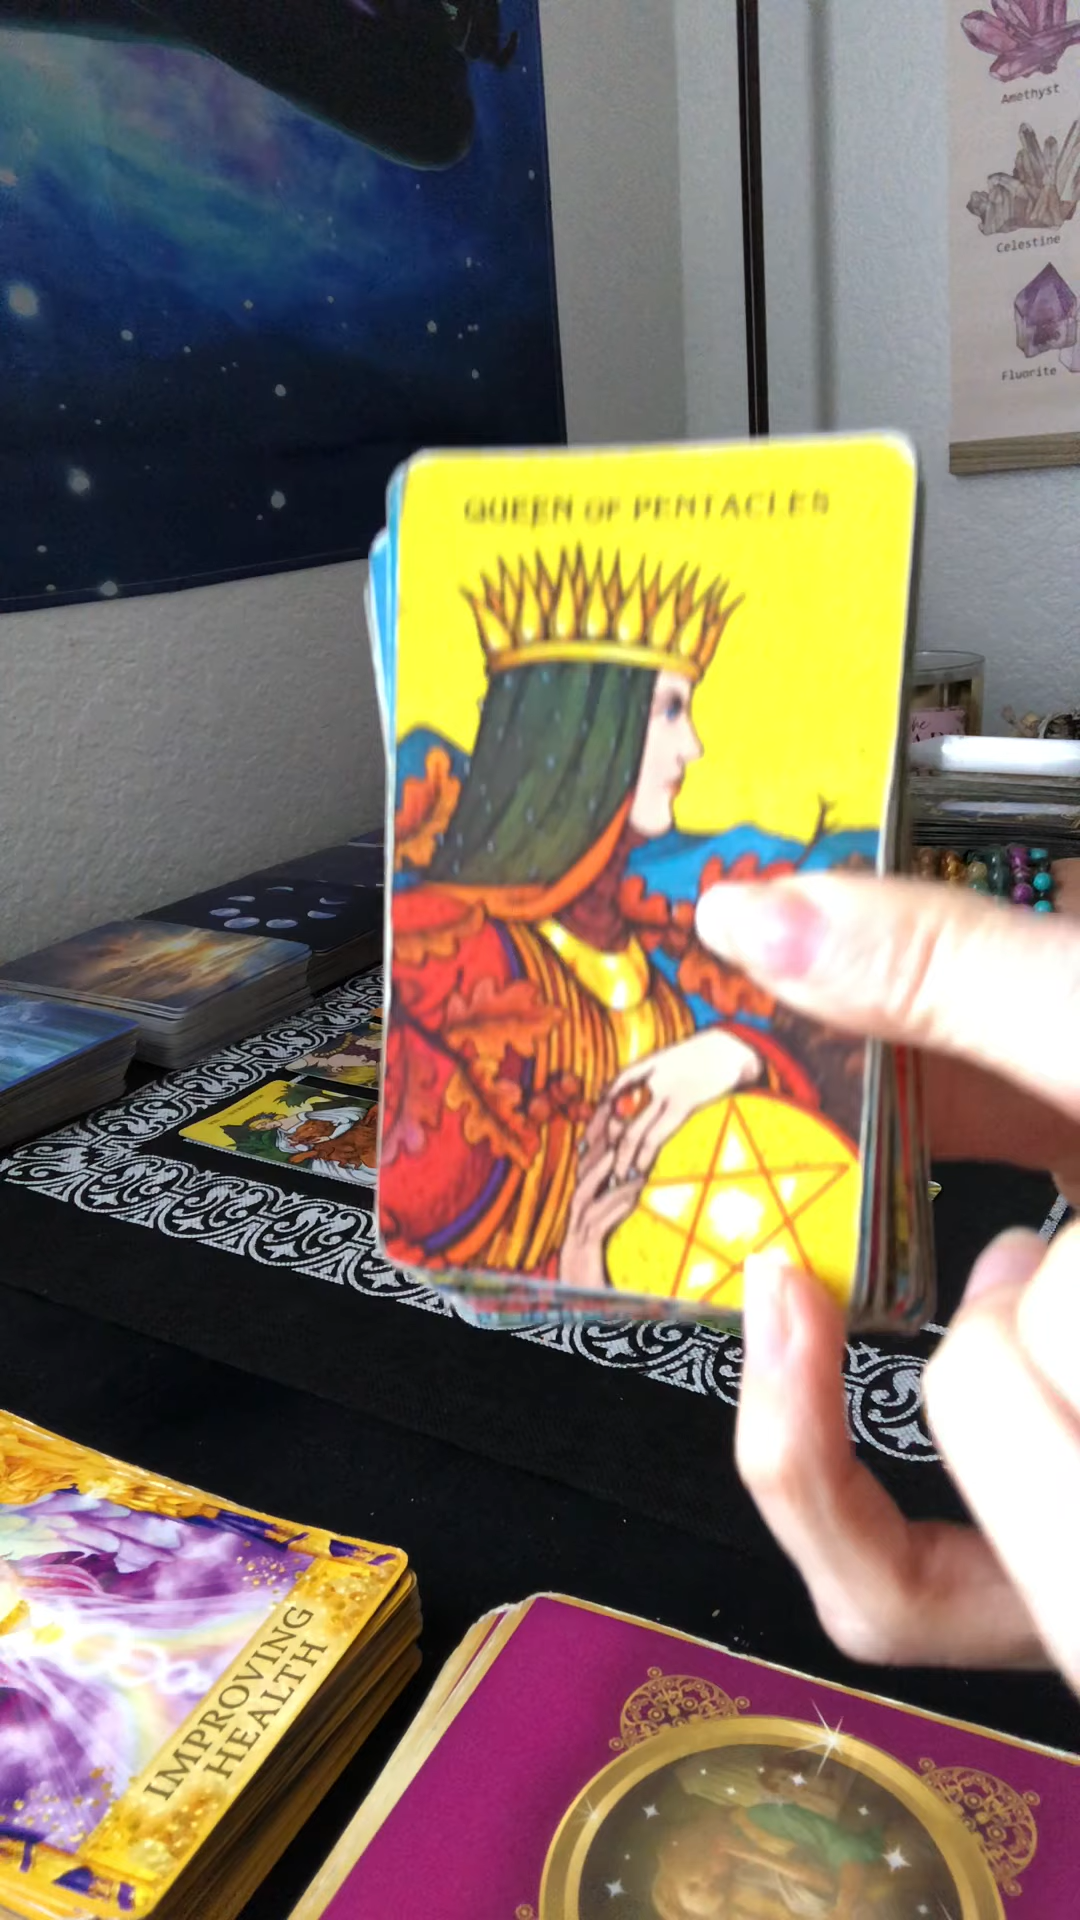 Amethyst
Celestine
Fluorite
QUEEN OF PENTACLES
IMPROVING
HEALTH